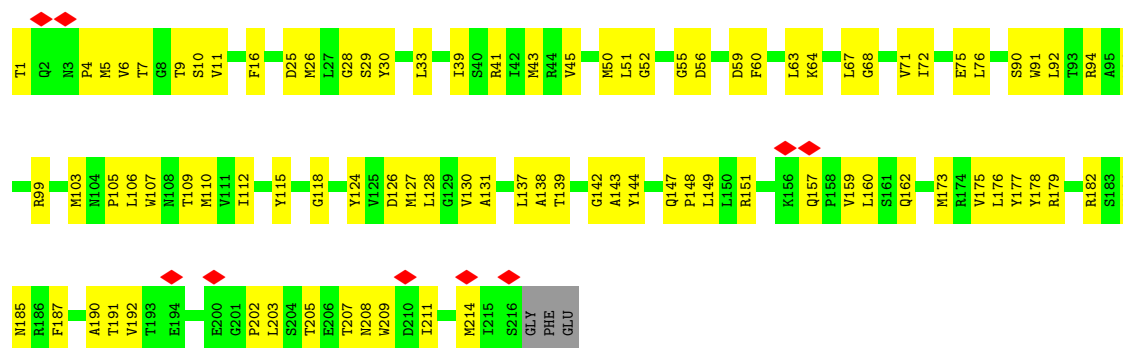 T1 Q2 N3 P4 M5 V6 T7 G8 T9 S10 V11 F16 D25 M26 L27 G28 S29 Y30 L33 I39 S40 R41 I42 M43 R44 V45 M50 L51 G52 G55 D56 D59 F60 L63 K64 L67 G68 V71 I72 E75 L76 S90 W91 L92 T93 R94 A95
R99 M103 N104 P105 L106 W107 N108 T109 M110 V111 I112 Y115 G118 Y124 V125 D126 M127 L128 G129 V130 A131 L137 A138 T139 G142 A143 Y144 Q147 P148 L149 L150 R151 K156 Q157 P158 V159 L160 S161 Q162 M173 R174 V175 L176 Y177 Y178 R179 R182 S183
N185 R186 F187 A190 T191 V192 T193 E194 E200 G201 P202 L203 S204 T205 E206 T207 N208 W209 D210 I211 M214 I215 S216 GLY PHE GLU